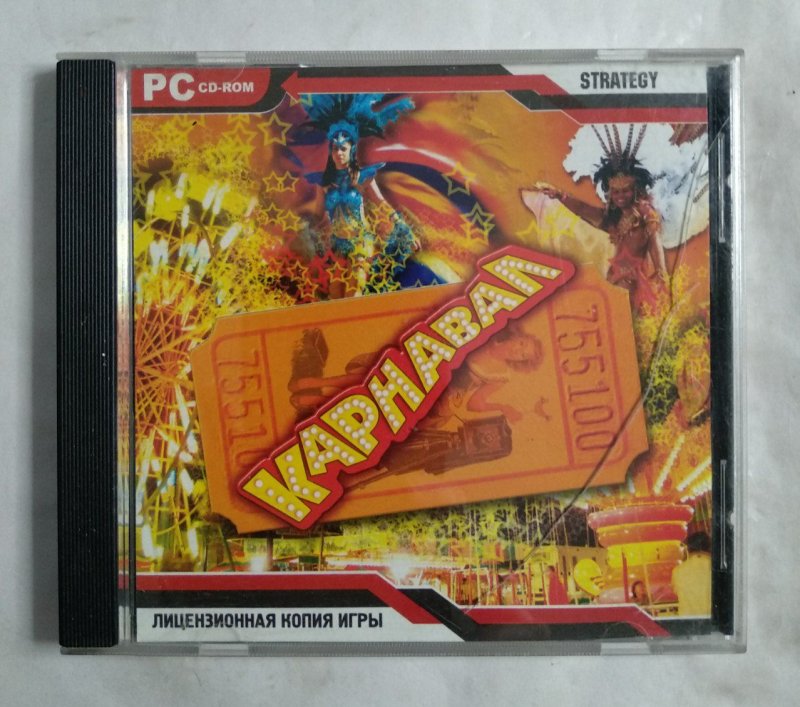 PC CD-ROM
STRATEGY
КАРНАВАЛ
755100
7551
ЛИЦЕНЗИОННАЯ КОПИЯ ИГРЫ